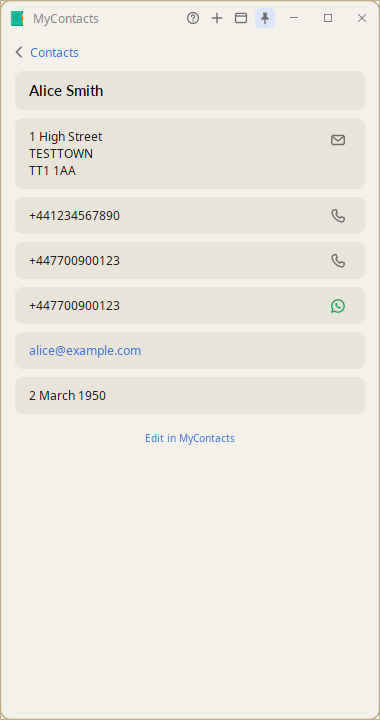 MyContacts
Contacts
Alice Smith
1 High Street
TESTTOWN
TT1 1AA
+441234567890
+447700900123
+447700900123
alice@example.com
2 March 1950
Edit in MyContacts